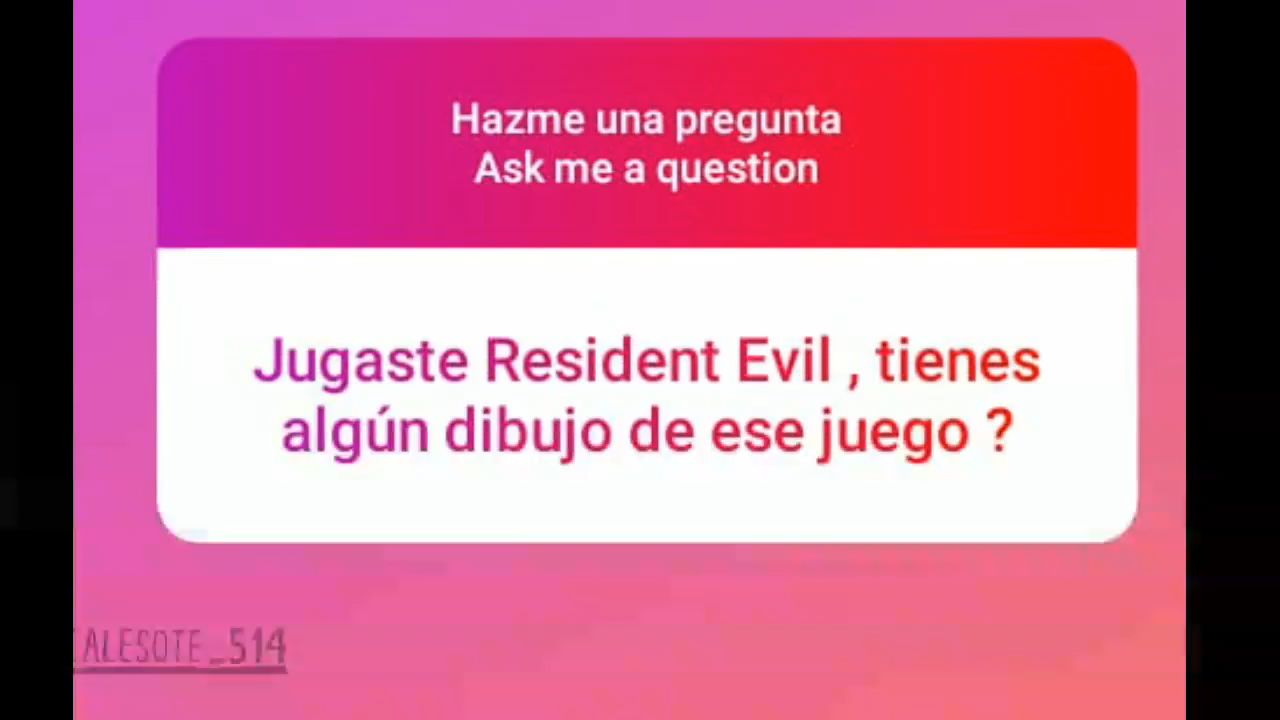 Hazme una pregunta
Ask me a question
Jugaste Resident Evil , tienes
algún dibujo de ese juego ?
ALESOTE_514